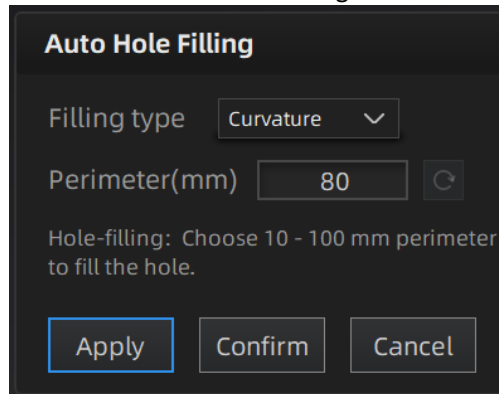 Auto Hole Filling
Filling type Curvature
Perimeter(mm) 80
Hole-filling: Choose 10 - 100 mm perimeter
to fill the hole.
Apply Confirm Cancel